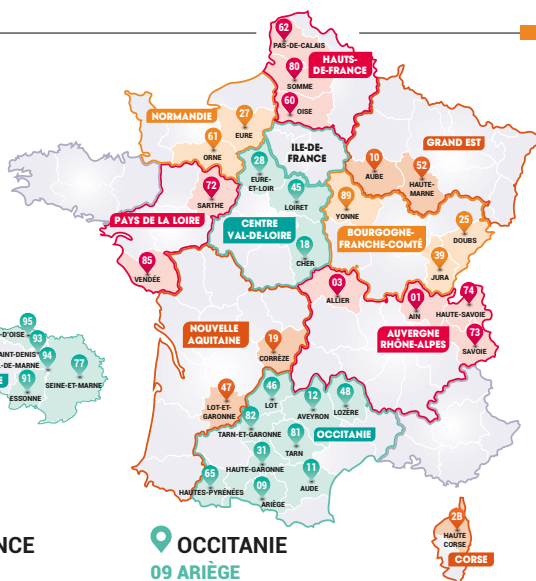 62
PAS-DE-CALAIS
HAUTS-
DE-FRANCE
80
SOMME
60
OISE
NORMANDIE
27
EURE
61
ORNE
ILE-DE-
FRANCE
GRAND EST
10
AUBE
52
HAUTE-
MARNE
28
EURE-
ET-LOIR
45
LOIRET
72
SARTHE
89
YONNE
PAYS DE LA LOIRE
CENTRE
VAL-DE-LOIRE
BOURGOGNE-
FRANCHE-COMTÉ
25
DOUBS
18
CHER
39
JURA
85
VENDÉE
03
ALLIER
01
AIN
74
HAUTE-SAVOIE
AUVERGNE
RHÔNE-ALPES
73
SAVOIE
NOUVELLE
AQUITAINE
19
CORRÈZE
95
-D'OISE
93
AINT-DENIS
94
L-DE-MARNE
77
SEINE-ET-MARNE
91
ESSONNE
E
47
LOT-ET-
GARONNE
46
LOT
12
AVEYRON
48
LOZÈRE
82
TARN-ET-GARONNE
81
TARN
OCCITANIE
31
HAUTE-GARONNE
65
HAUTES-PYRÉNÉES
09
ARIÈGE
11
AUDE
2B
HAUTE
CORSE
CORSE
NCE
OCCITANIE
09 ARIÈGE